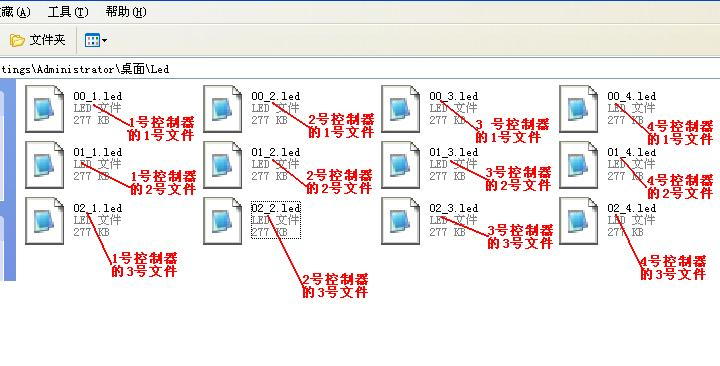 藏(A) 工具(T) 帮助(H)
文件夹
tings\Administrator\桌面\Led
00_1.led
LED 文件
277 KB
1号控制器
的1号文件
00_2.led
LED 文件
277 KB
2号控制器
的1号文件
00_3.led
LED 文件
277 KB
3 号控制器
的1号文件
00_4.led
LED 文件
277 KB
4号控制器
的1号文件
01_1.led
LED 文件
277 KB
1号控制器
的2号文件
01_2.led
LED 文件
277 KB
2号控制器
的2号文件
01_3.led
LED 文件
277 KB
3号控制器
的2号文件
01_4.led
LED 文件
277 KB
4号控制器
的2号文件
02_1.led
LED 文件
277 KB
1号控制器
的3号文件
02_2.led
LED 文件
277 KB
2号控制器
的3号文件
02_3.led
LED 文件
277 KB
3号控制器
的3号文件
02_4.led
LED 文件
277 KB
4号控制器
的3号文件